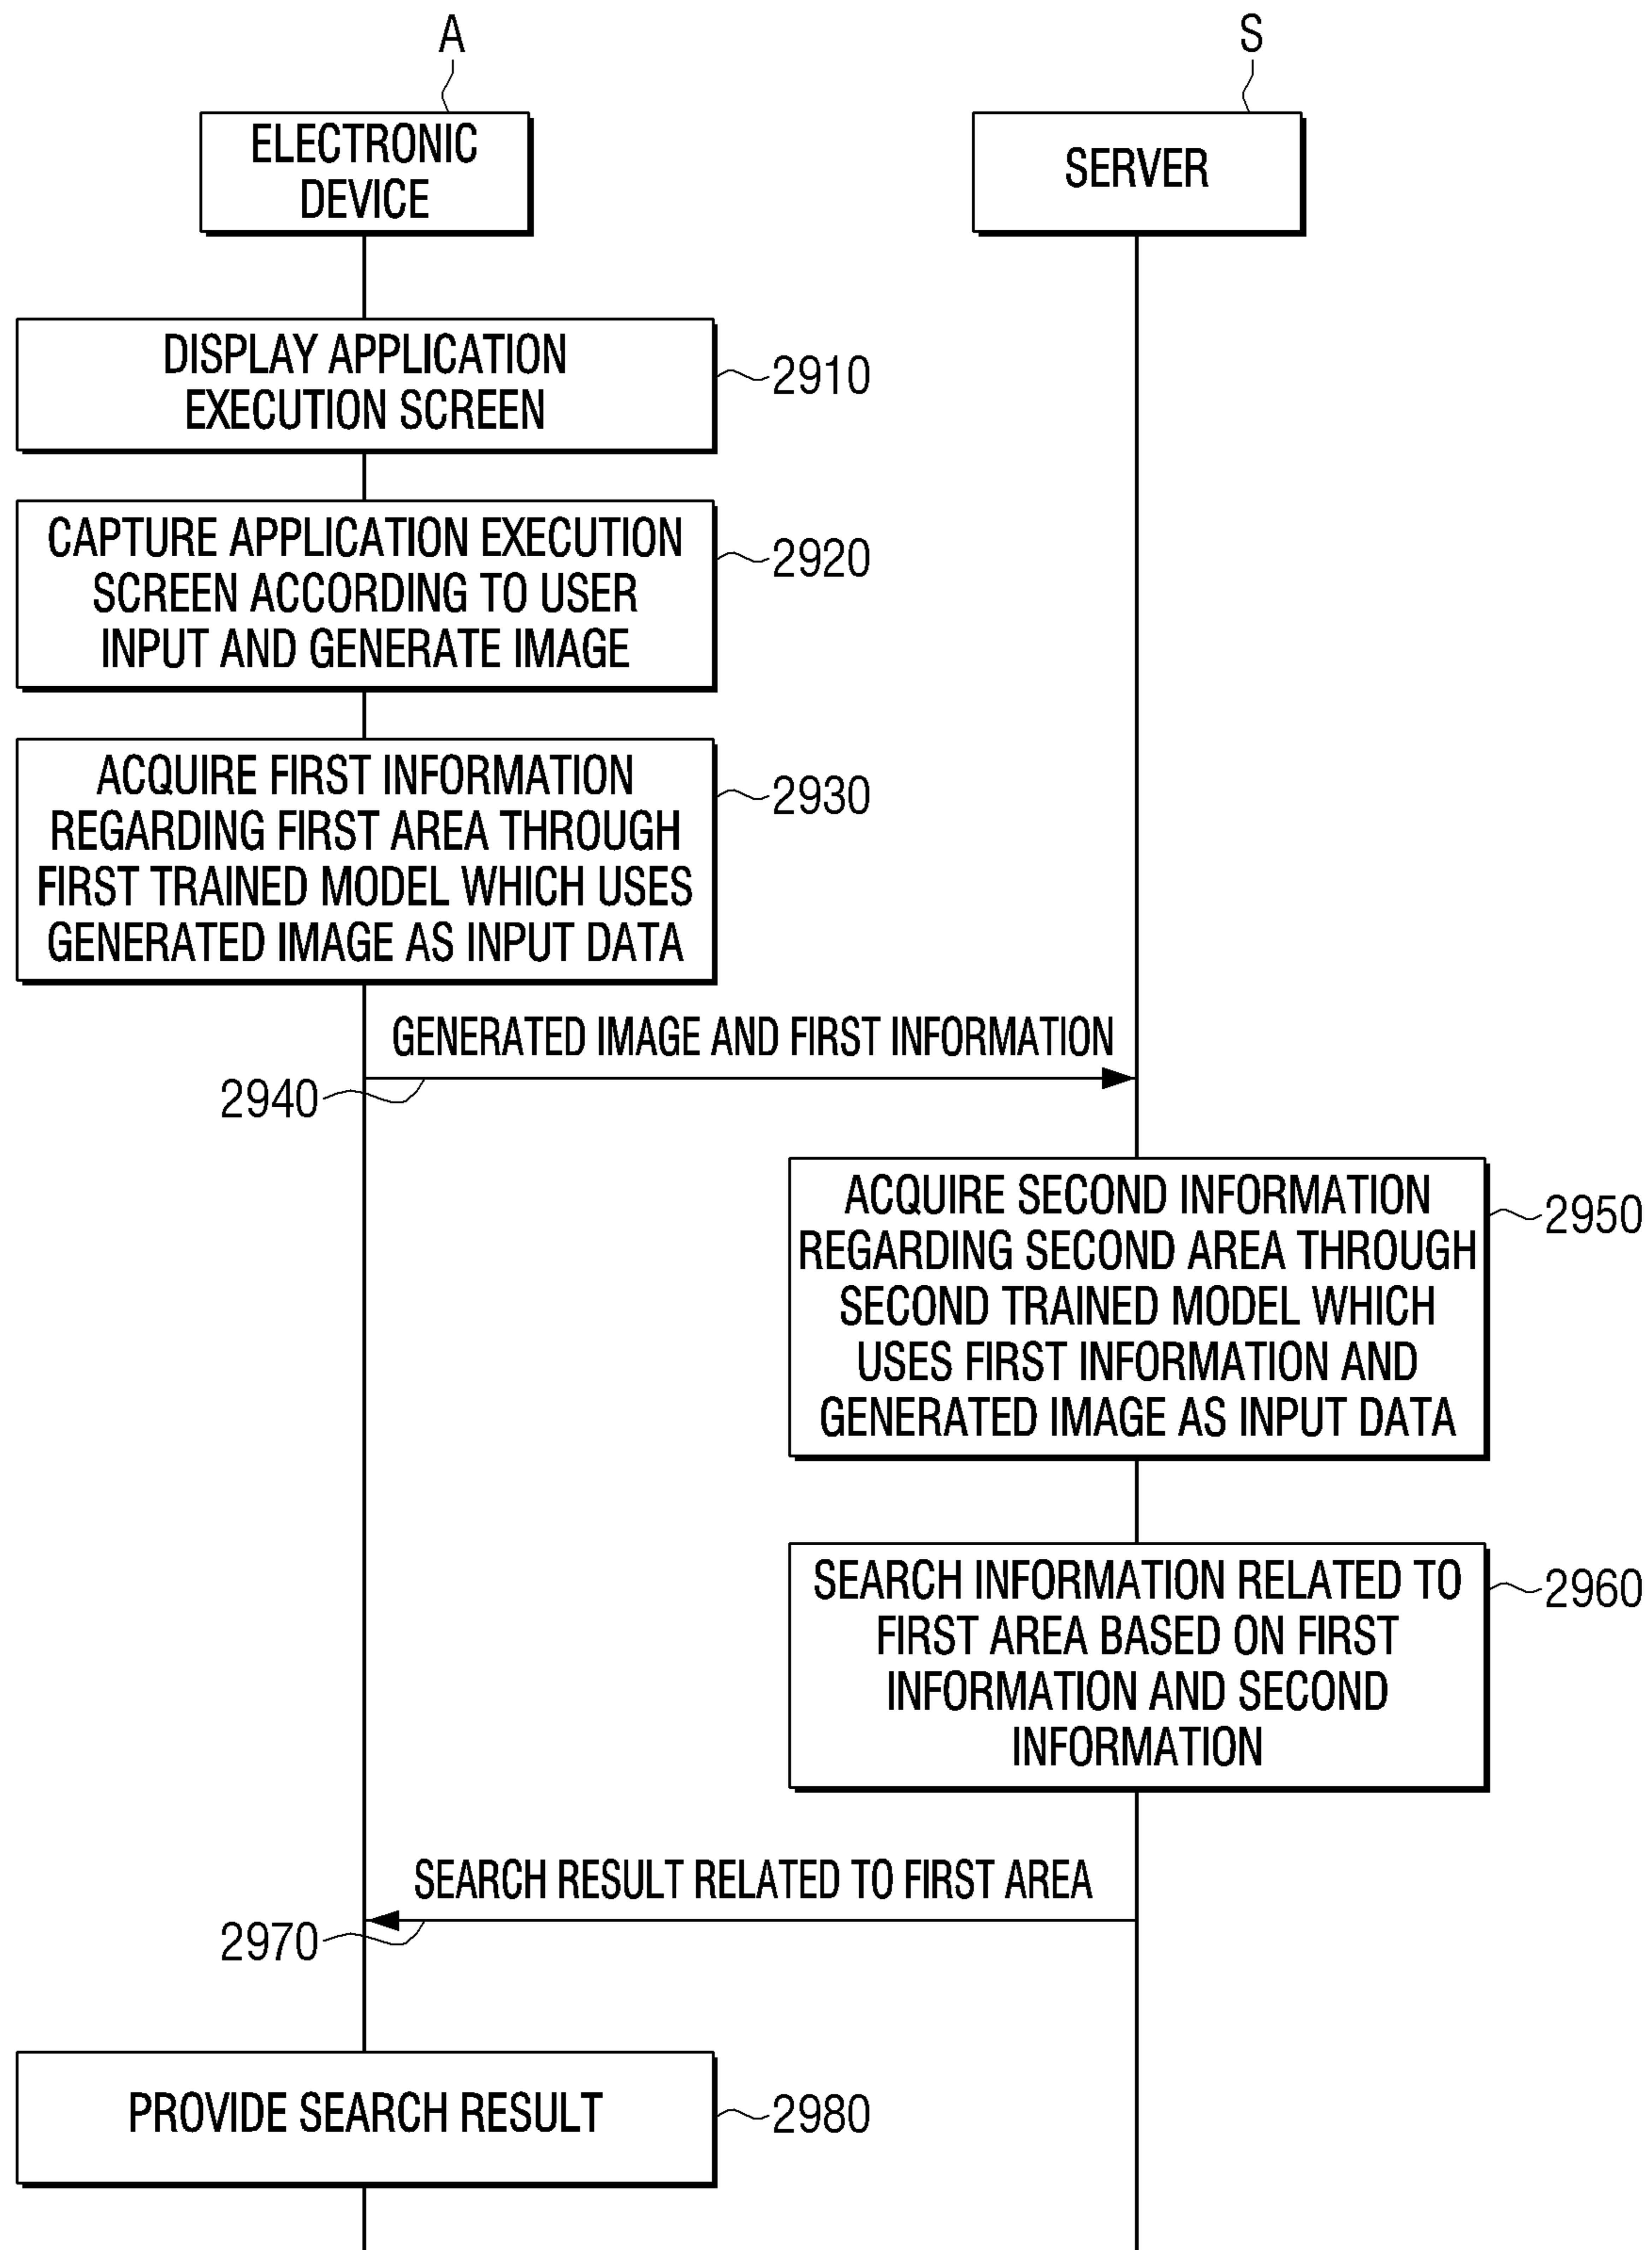 A
S
ELECTRONIC
DEVICE
SERVER
DISPLAY APPLICATION
EXECUTION SCREEN
2910
CAPTURE APPLICATION EXECUTION
SCREEN ACCORDING TO USER
INPUT AND GENERATE IMAGE
2920
ACQUIRE FIRST INFORMATION
REGARDING FIRST AREA THROUGH
FIRST TRAINED MODEL WHICH USES
GENERATED IMAGE AS INPUT DATA
2930
GENERATED IMAGE AND FIRST INFORMATION
2940
ACQUIRE SECOND INFORMATION
REGARDING SECOND AREA THROUGH
SECOND TRAINED MODEL WHICH
USES FIRST INFORMATION AND
GENERATED IMAGE AS INPUT DATA
2950
SEARCH INFORMATION RELATED TO
FIRST AREA BASED ON FIRST
INFORMATION AND SECOND
INFORMATION
2960
SEARCH RESULT RELATED TO FIRST AREA
2970
PROVIDE SEARCH RESULT
2980